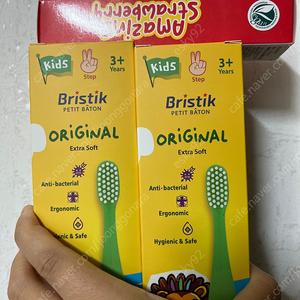 Amazing
Strawberry
Kids
Step
3+
Years
Bristik
PETIT BÂTON
ORIGINAL
Extra Soft
Anti-bacterial
Ergonomic
Hygienic & Safe
Kids
Step
3+
Years
Bristik
PETIT BÂTON
ORIGINAL
Extra Soft
Anti-bacterial
Ergonomic
Hygienic & Safe